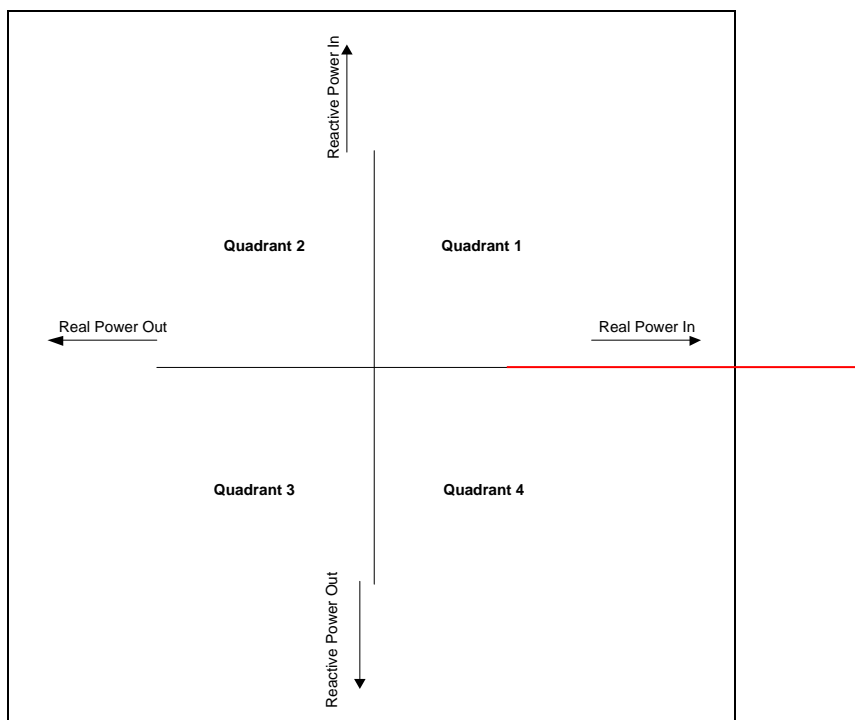 Reactive Power In
Quadrant 2
Quadrant 1
Real Power Out
Real Power In
Quadrant 3
Quadrant 4
Reactive Power Out